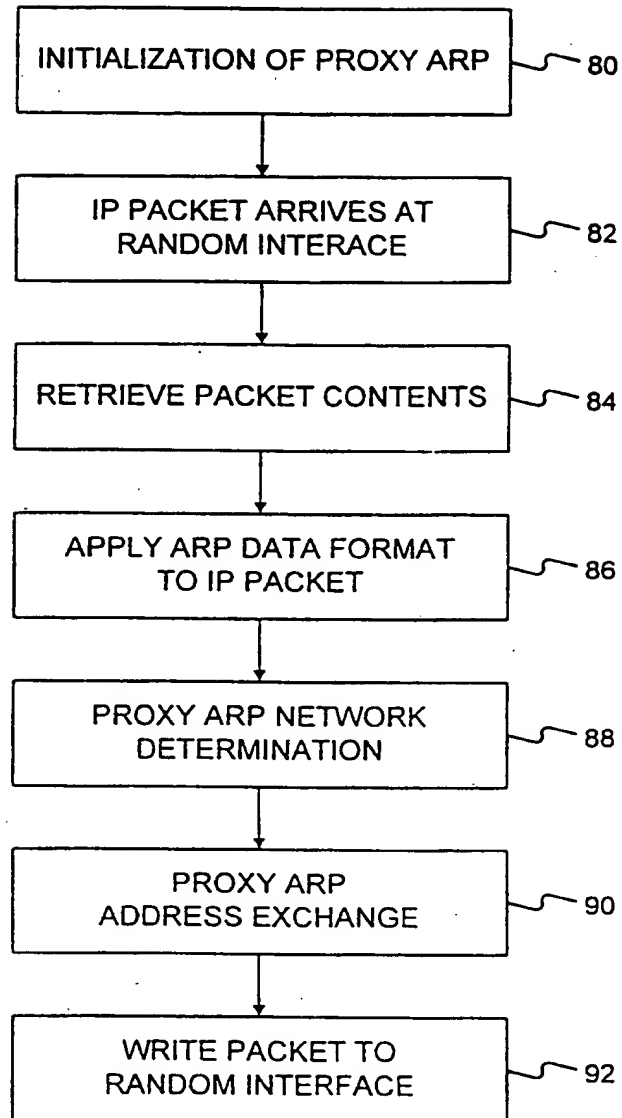 INITIALIZATION OF PROXY ARP
80
IP PACKET ARRIVES AT
RANDOM INTERACE
82
RETRIEVE PACKET CONTENTS
84
APPLY ARP DATA FORMAT
TO IP PACKET
86
PROXY ARP NETWORK
DETERMINATION
88
PROXY ARP
ADDRESS EXCHANGE
90
WRITE PACKET TO
RANDOM INTERFACE
92